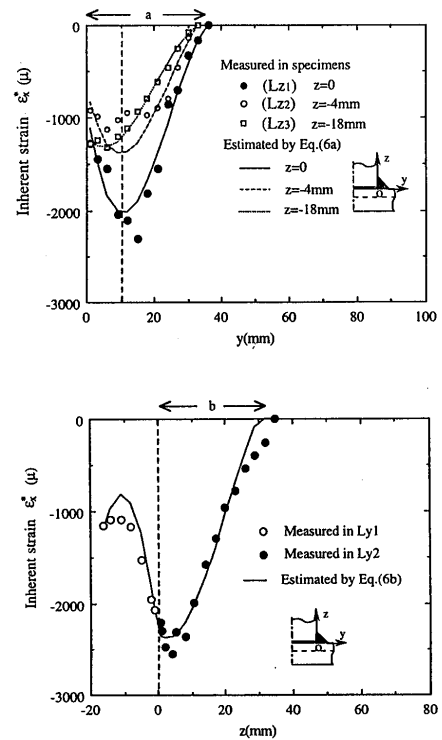 a
0
-1000
-2000
-3000
Inherent strain ε*x (μ)
Measured in specimens
● (Lz1) z=0
○ (Lz2) z=-4mm
□ (Lz3) z=-18mm
Estimated by Eq.(6a)
z=0
z=-4mm
z=-18mm
z
y
O
0 20 40 60 80 100
y(mm)
b
0
-1000
-2000
-3000
Inherent strain ε*x (μ)
○ Measured in Ly1
● Measured in Ly2
Estimated by Eq.(6b)
z
y
O
-20 0 20 40 60 80
z(mm)